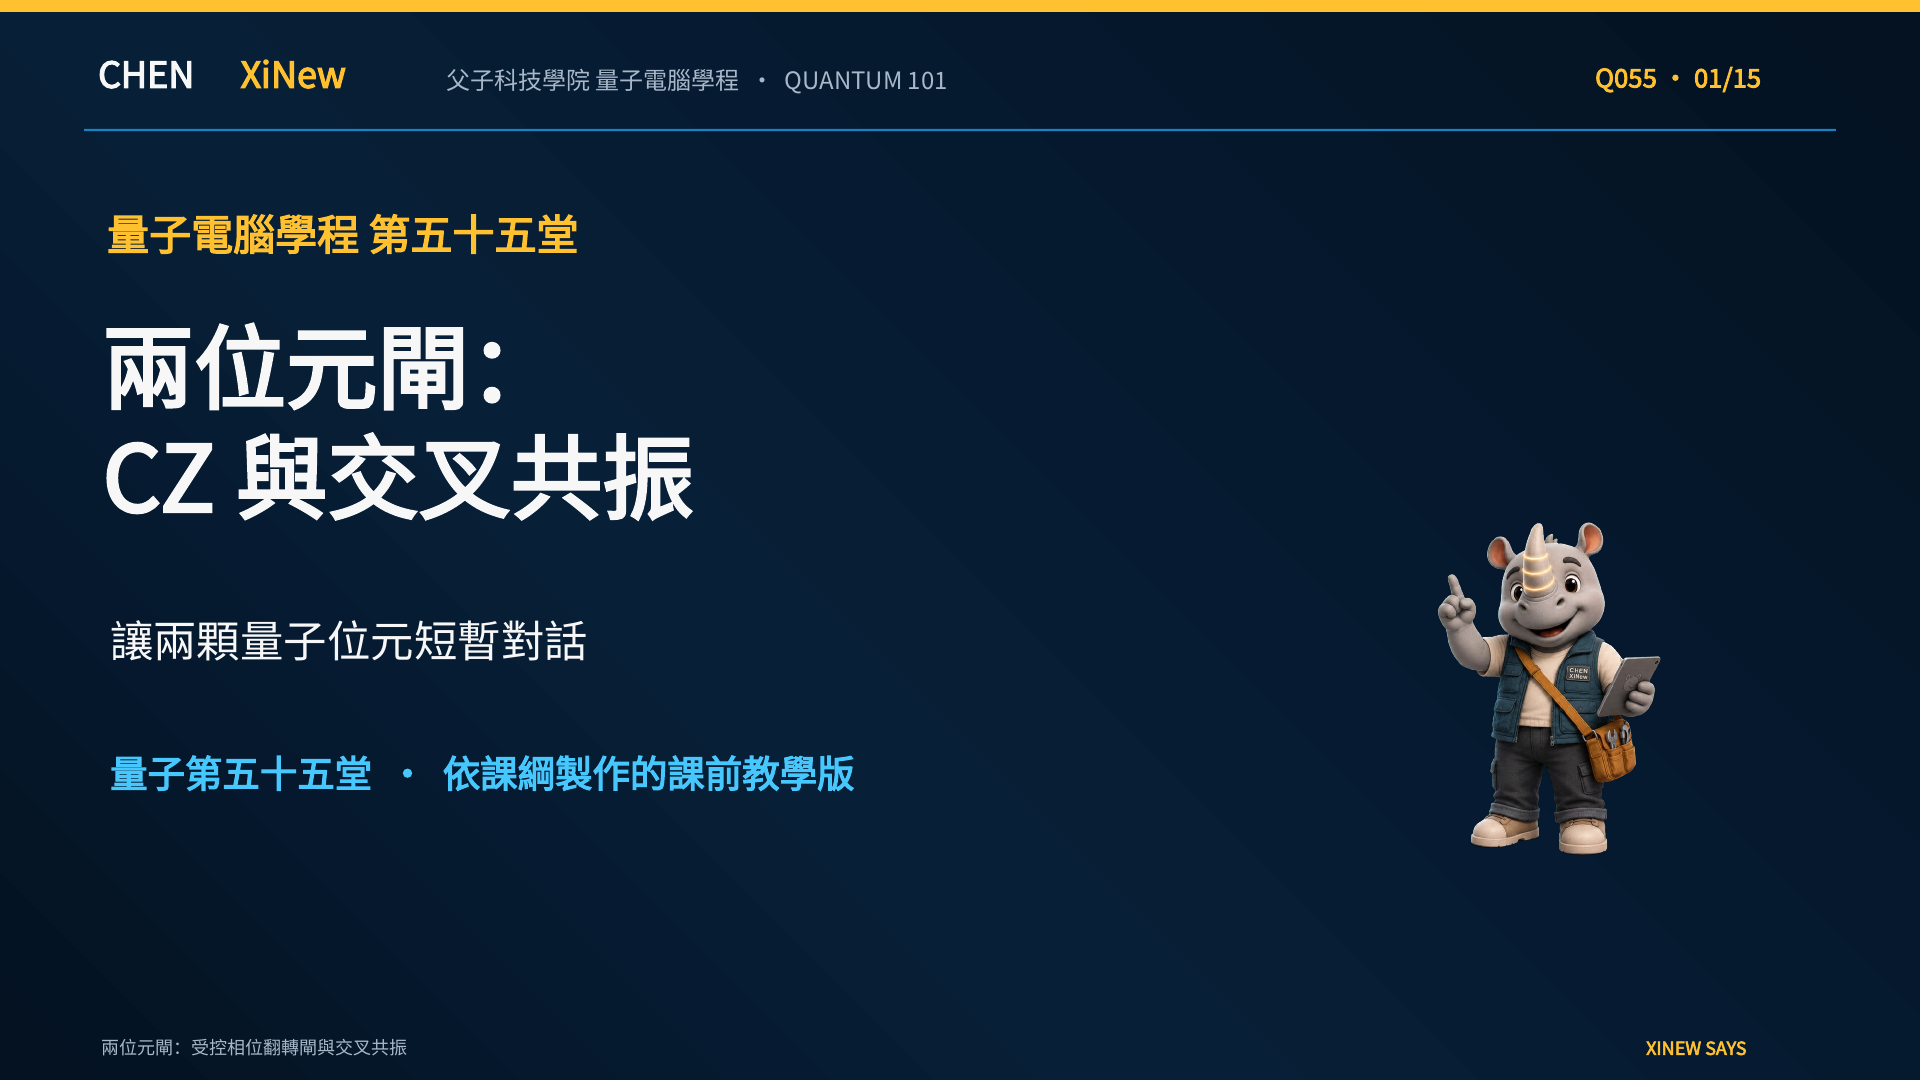 CHEN XiNew 父子科技學院 量子電腦學程 • QUANTUM 101 Q055 • 01/15
量子電腦學程 第五十五堂
兩位元閘：
CZ 與交叉共振
讓兩顆量子位元短暫對話
量子第五十五堂 • 依課綱製作的課前教學版
CHEN
XiNew
兩位元閘：受控相位翻轉閘與交叉共振
XINEW SAYS